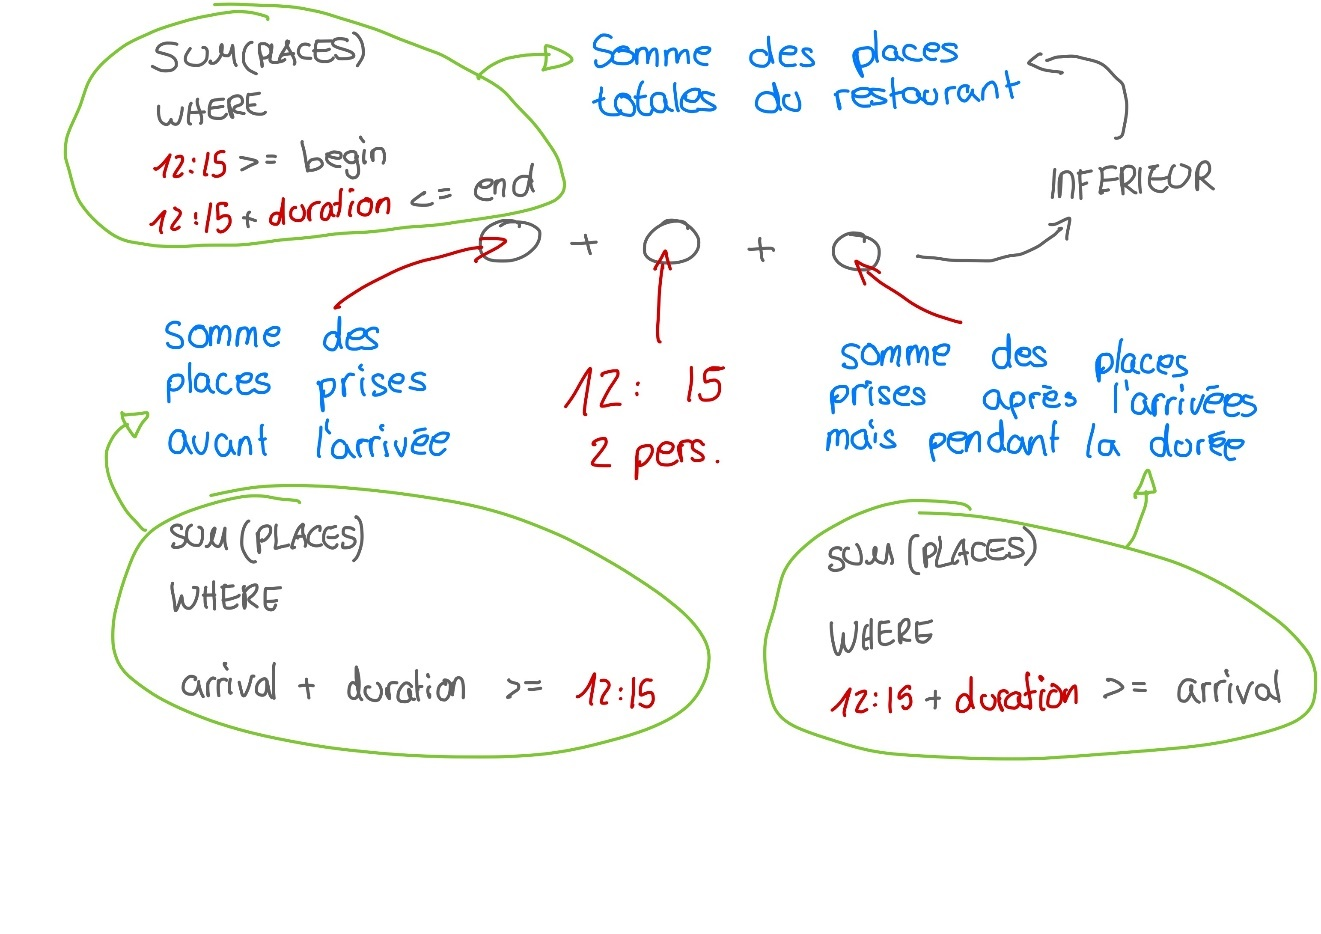 SUM(PLACES)
WHERE
12:15 >= begin
12:15 + duration <= end
Somme des places
totales du restaurant
INFERIEUR
+ +
somme des
places prises
avant l'arrivée
12: 15
2 pers.
somme des places
prises après l'arrivées
mais pendant la durée
SUM (PLACES)
WHERE
arrival + duration >= 12:15
SUM (PLACES)
WHERE
12:15 + duration >= arrival